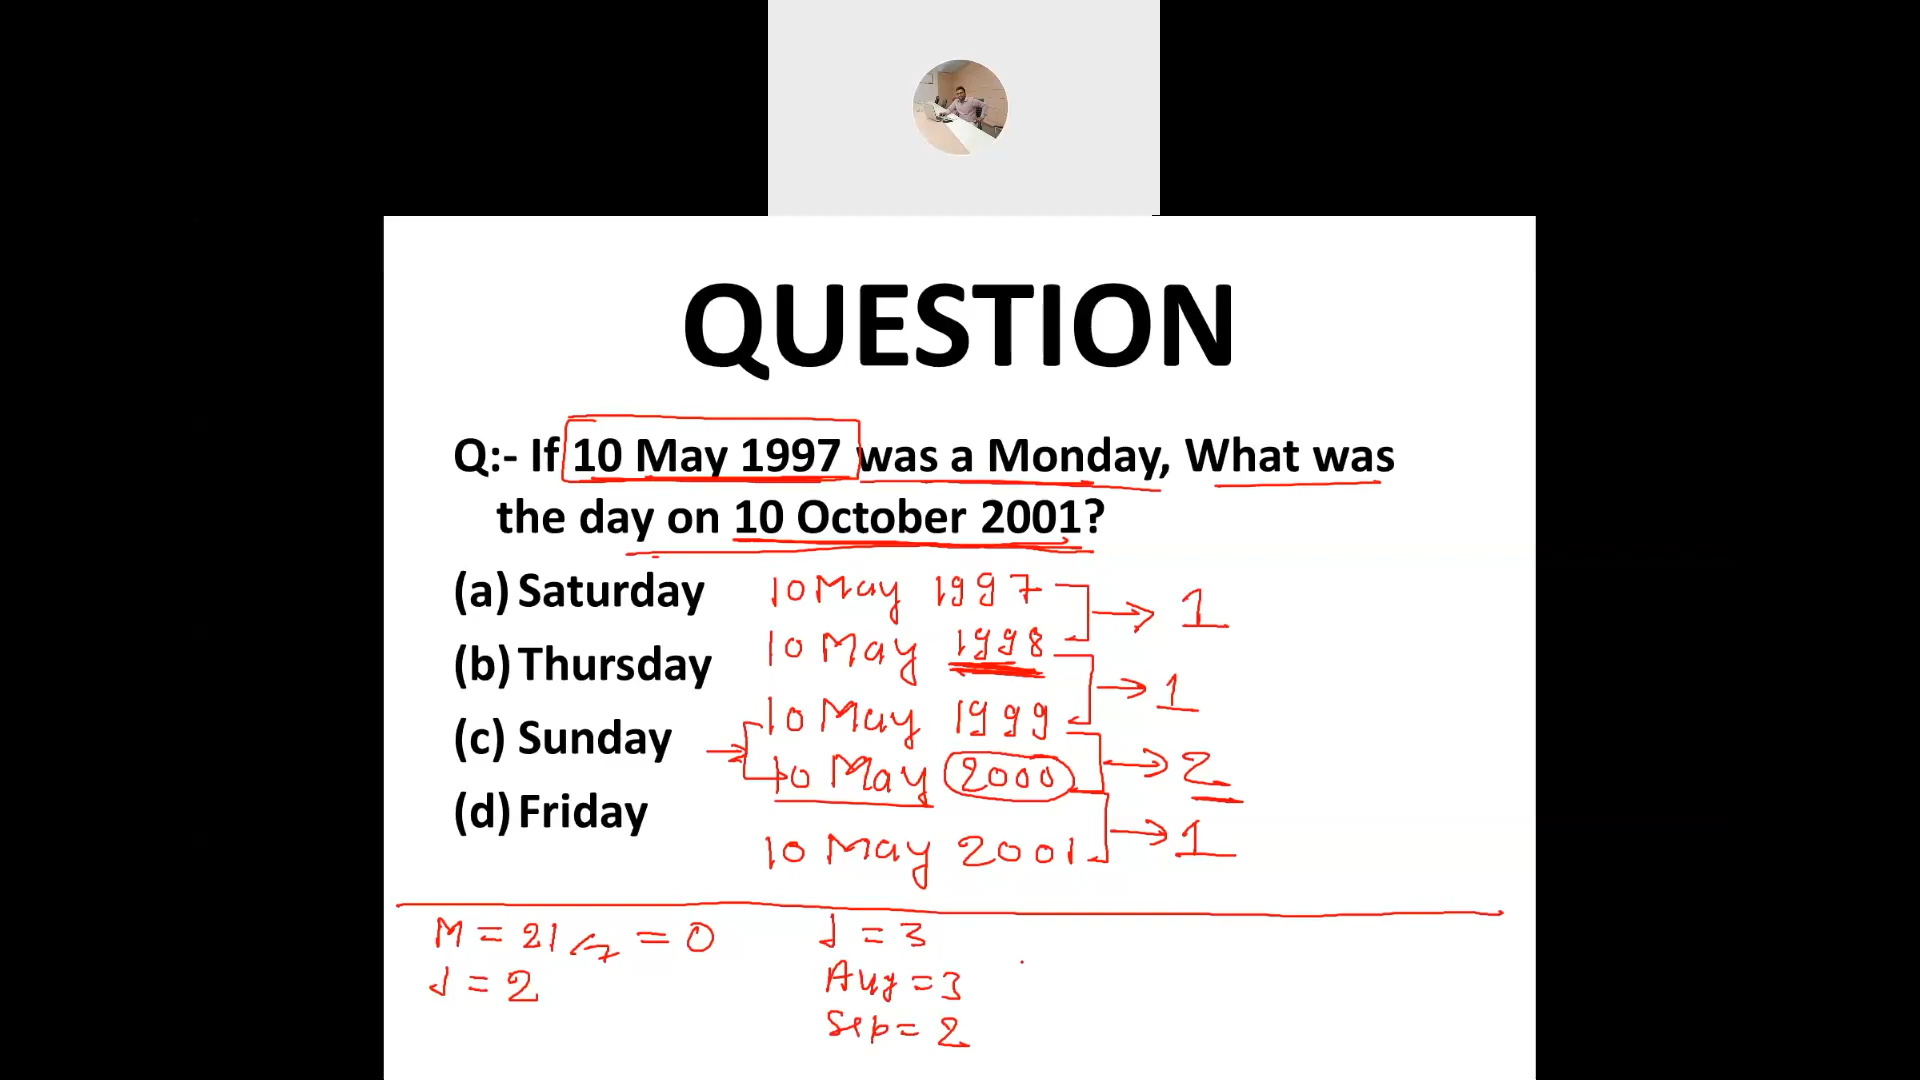 QUESTION
Q:- If 10 May 1997 was a Monday, What was
the day on 10 October 2001?
(a) Saturday
(b) Thursday
(c) Sunday
(d) Friday
10 May 1997 → 1
10 May 1998
→ 1
10 May 1999
→ 2
10 May 2000
10 May 2001 → 1
M = 21/7 = 0
J = 2
J = 3
Aug = 3
Sep = 2